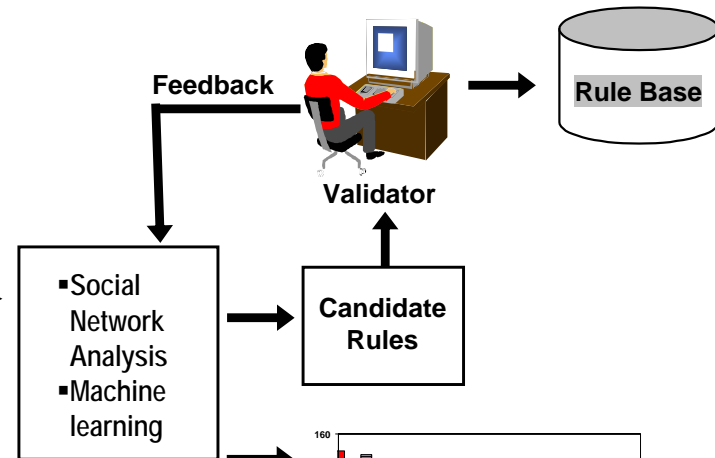 Feedback
Rule Base
Validator
▪Social
Network
Analysis
▪Machine
learning
Candidate
Rules
160